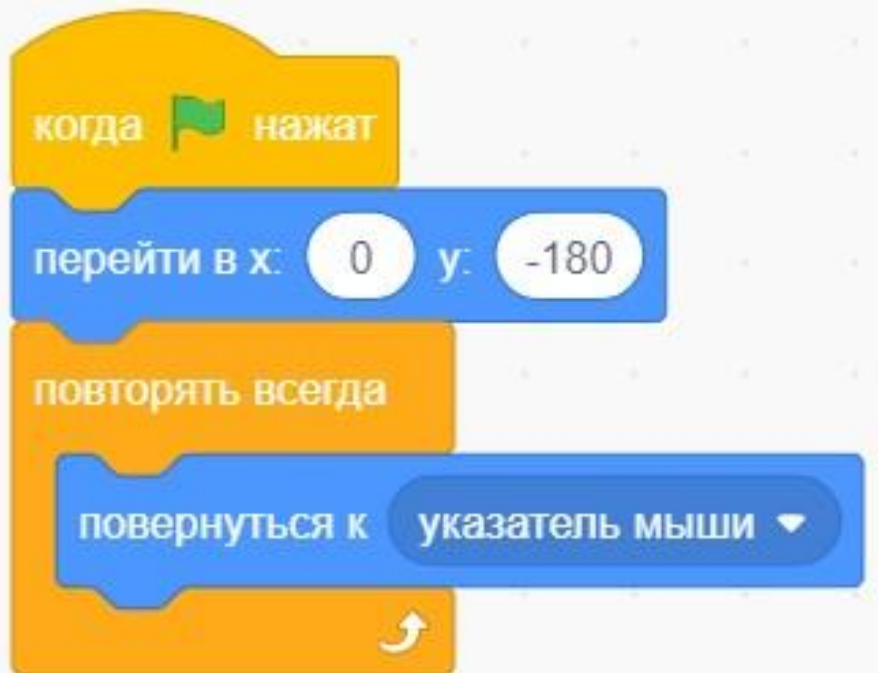 когда нажат
перейти в x: 0 y: -180
повторять всегда
повернуться к указатель мыши